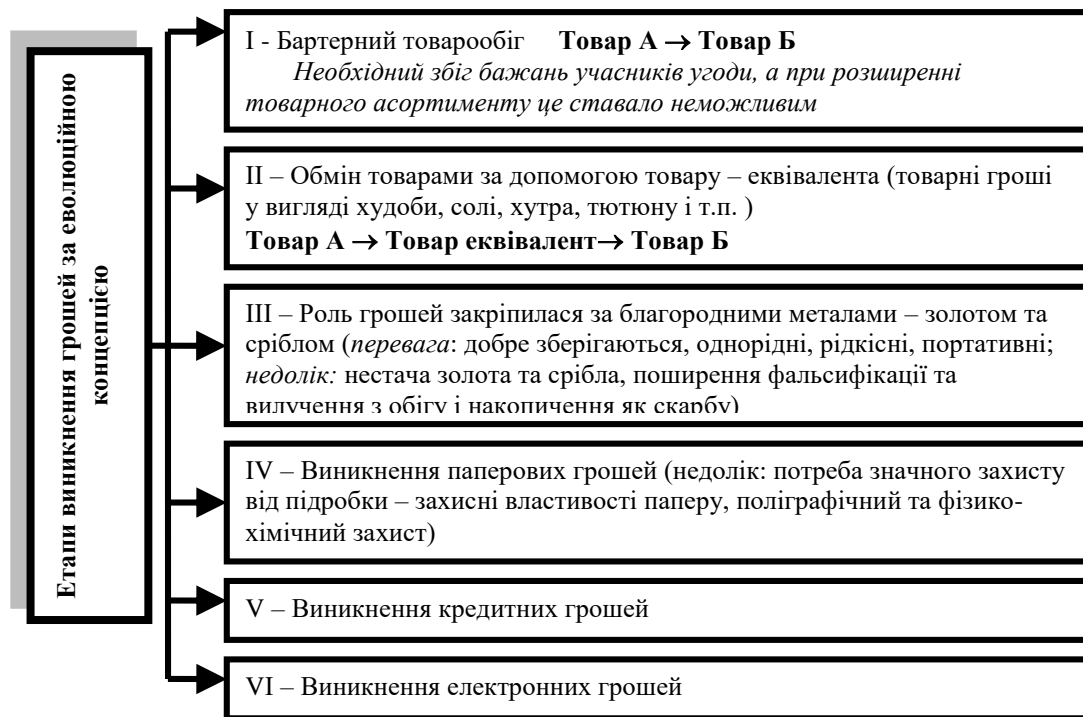 Етапи виникнення грошей за еволюційною
концепцією
I - Бартерний товарообіг Товар А → Товар Б
Необхідний збіг бажань учасників угоди, а при розширенні
товарного асортименту це ставало неможливим
II – Обмін товарами за допомогою товару – еквівалента (товарні гроші
у вигляді худоби, солі, хутра, тютюну і т.п. )
Товар А → Товар еквівалент→ Товар Б
III – Роль грошей закріпилася за благородними металами – золотом та
сріблом (перевага: добре зберігаються, однорідні, рідкісні, портативні;
недолік: нестача золота та срібла, поширення фальсифікації та
вилучення з обігу і накопичення як скарбу)
IV – Виникнення паперових грошей (недолік: потреба значного захисту
від підробки – захисні властивості паперу, поліграфічний та фізико-
хімічний захист)
V – Виникнення кредитних грошей
VI – Виникнення електронних грошей